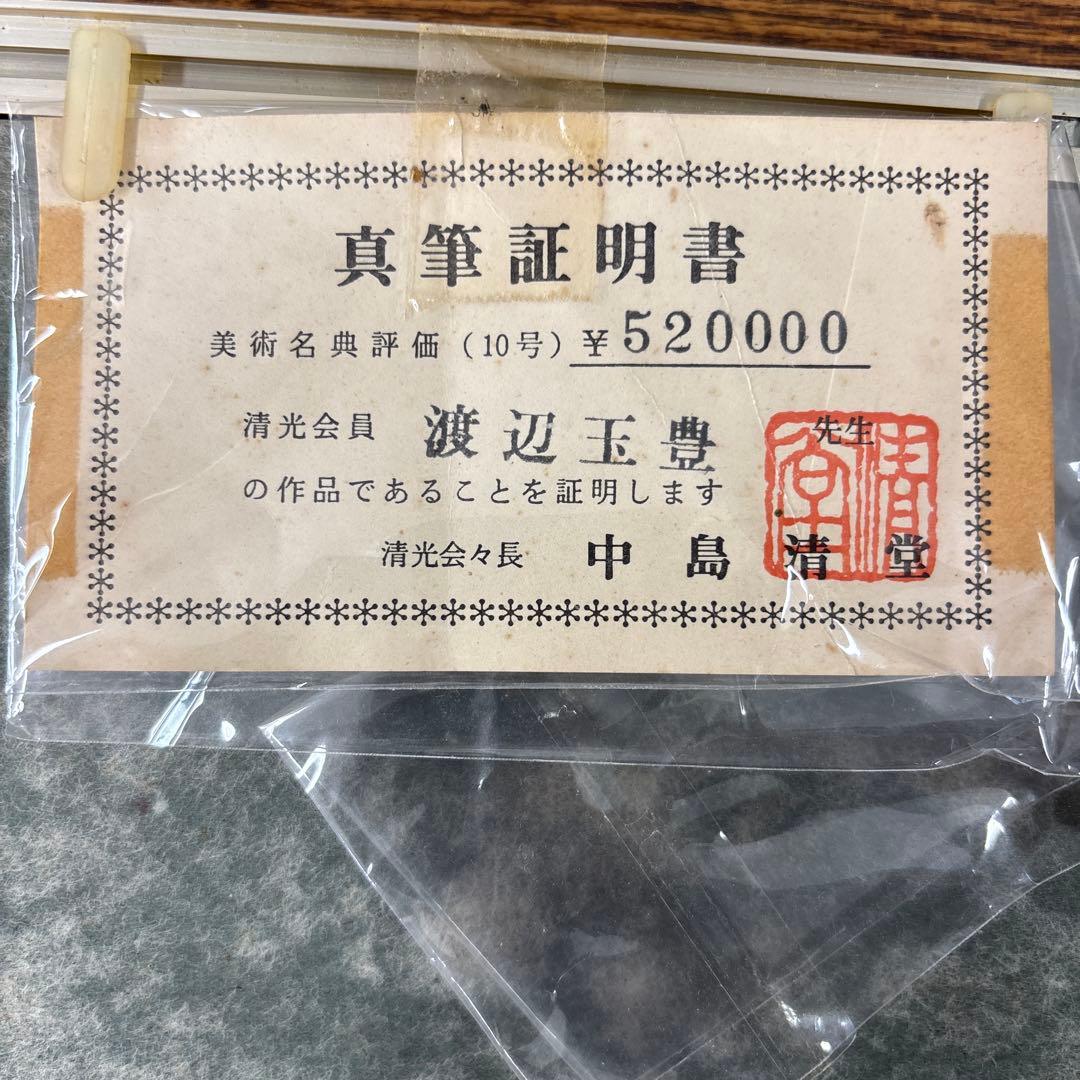 真筆証明書
美術名典評価(10号)¥520000
清光会員 渡辺玉豊 先生
の作品であることを証明します
清光会々長 中島清堂
清堂